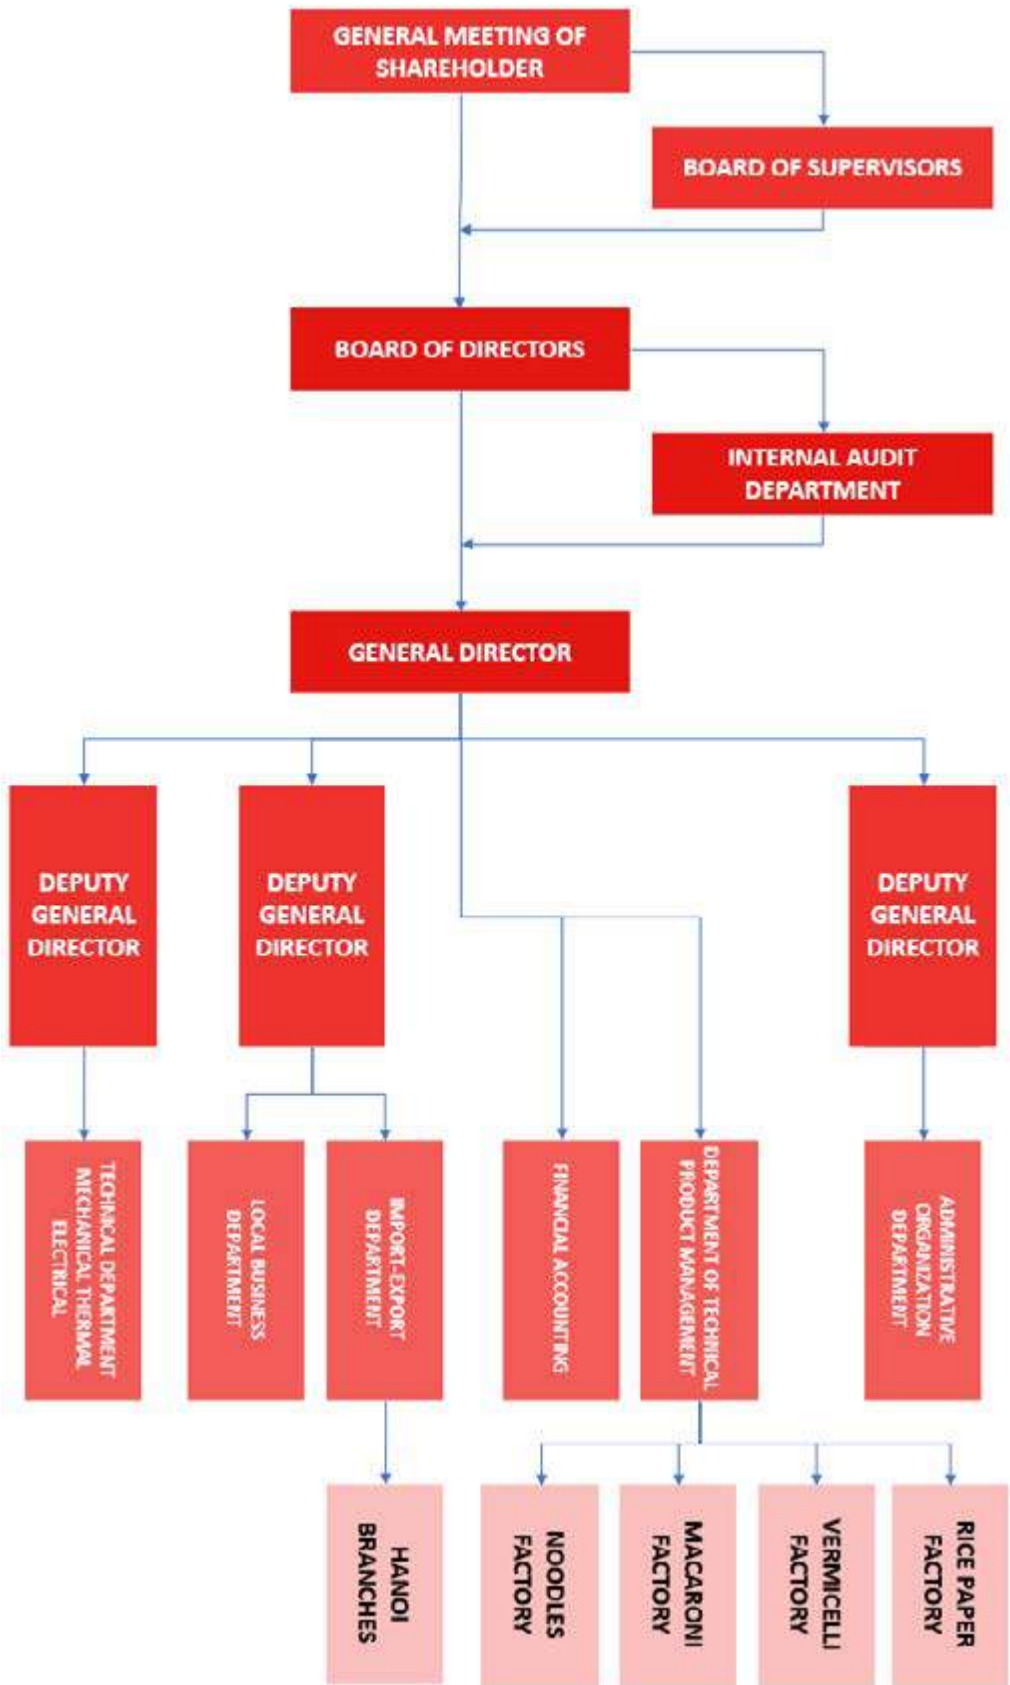 GENERAL MEETING OF
SHAREHOLDER
BOARD OF SUPERVISORS
BOARD OF DIRECTORS
INTERNAL AUDIT
DEPARTMENT
GENERAL DIRECTOR
DEPUTY
GENERAL
DIRECTOR
DEPUTY
GENERAL
DIRECTOR
DEPUTY
GENERAL
DIRECTOR
TECHNICAL DEPARTMENT
MECHANICAL THERMAL
ELECTRICAL
LOCAL BUSINESS
DEPARTMENT
IMPORT-EXPORT
DEPARTMENT
FINANCIAL ACCOUNTING
DEPARTMENT OF TECHNICAL
PRODUCT MANAGEMENT
ADMINISTRATIVE
ORGANIZATION
DEPARTMENT
HANOI
BRANCHES
NOODLES
FACTORY
MACARONI
FACTORY
VERMICELLI
FACTORY
RICE PAPER
FACTORY